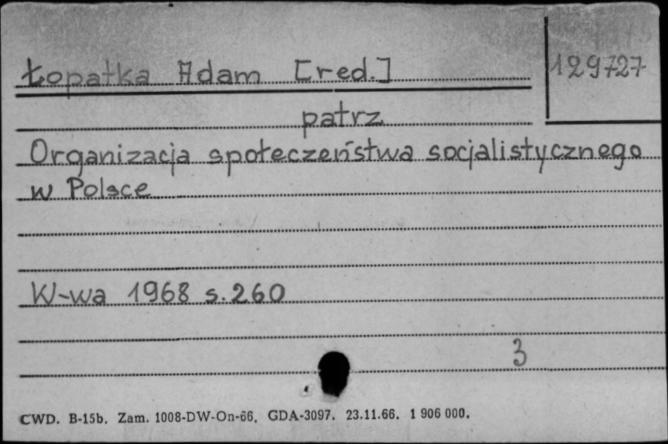 Łopatka Adam [red.]
129727
patrz
Organizacja społeczeństwa socjalistycznego
w Polsce
W-wa 1968 s. 260
3
CWD. B-15b. Zam. 1008-DW-On-66. GDA-3097. 23.11.66. 1 906 000.